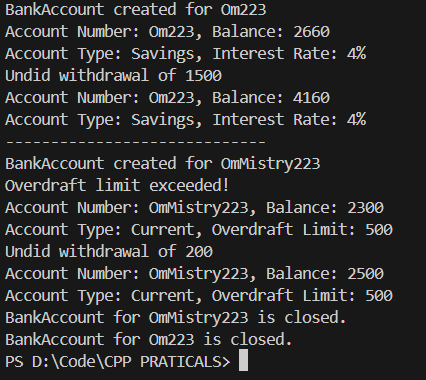 BankAccount created for Om223
Account Number: Om223, Balance: 2660
Account Type: Savings, Interest Rate: 4%
Undid withdrawal of 1500
Account Number: Om223, Balance: 4160
Account Type: Savings, Interest Rate: 4%
----------------------------
BankAccount created for OmMistry223
Overdraft limit exceeded!
Account Number: OmMistry223, Balance: 2300
Account Type: Current, Overdraft Limit: 500
Undid withdrawal of 200
Account Number: OmMistry223, Balance: 2500
Account Type: Current, Overdraft Limit: 500
BankAccount for OmMistry223 is closed.
BankAccount for Om223 is closed.
PS D:\Code\CPP PRATICALS>